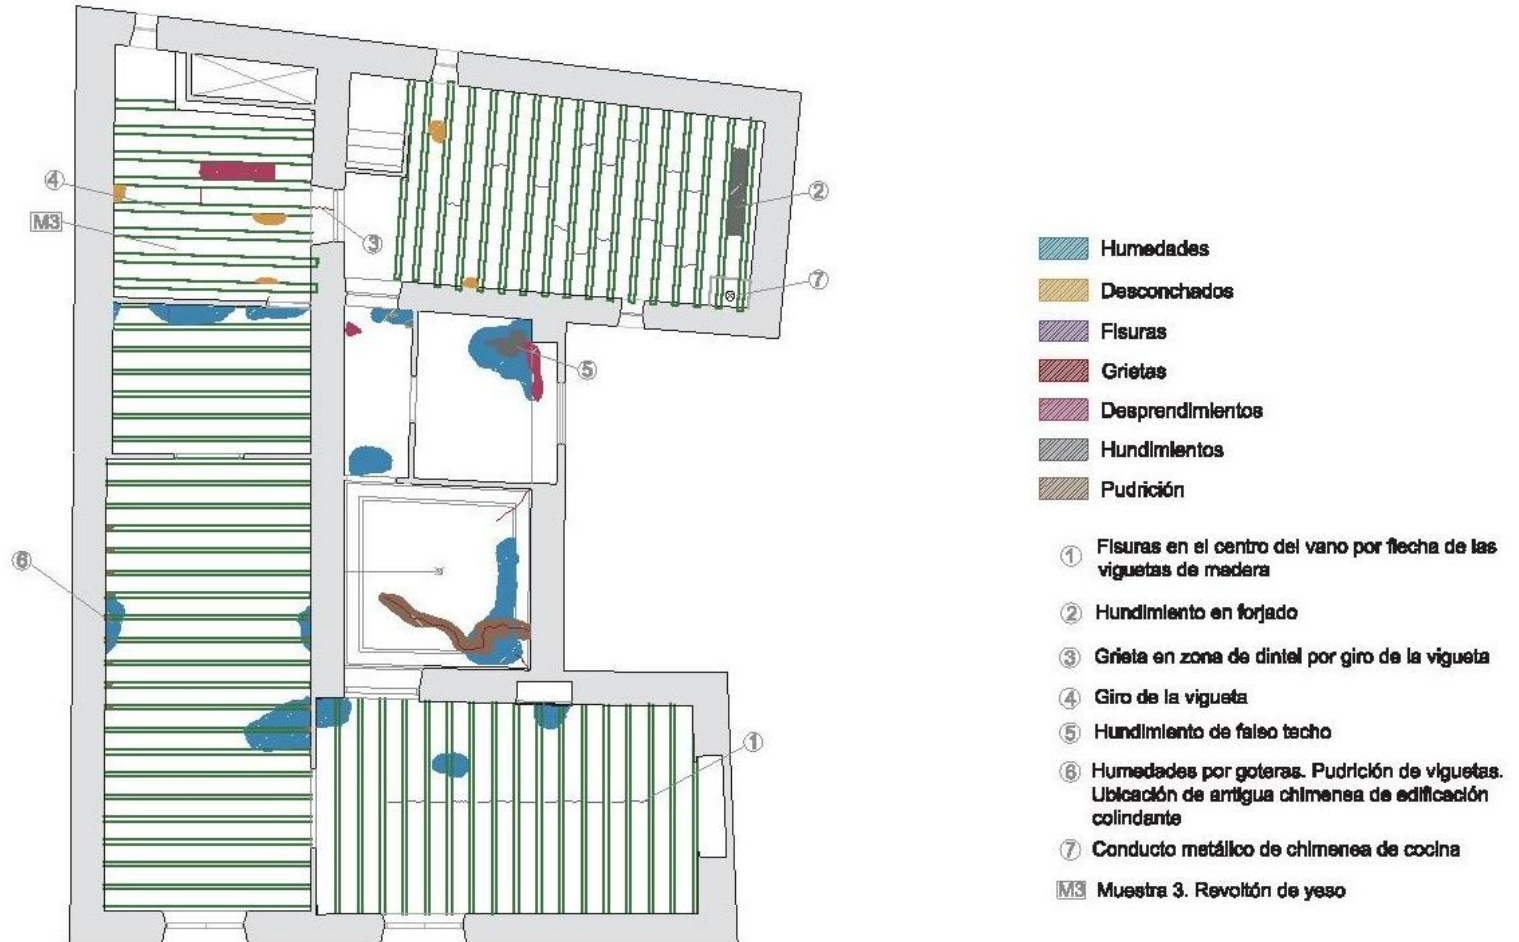 4
M3
3
2
7
5
6
1
Humedades
Desconchados
Fisuras
Grietas
Desprendimientos
Hundimientos
Pudrición
1 Fisuras en el centro del vano por flecha de las
viguetas de madera
2 Hundimiento en forjado
3 Grieta en zona de dintel por giro de la vigueta
4 Giro de la vigueta
5 Hundimiento de falso techo
6 Humedades por goteras. Pudrición de viguetas.
Ubicación de antigua chimenea de edificación
colindante
7 Conducto metálico de chimenea de cocina
M3 Muestra 3. Revoltón de yeso